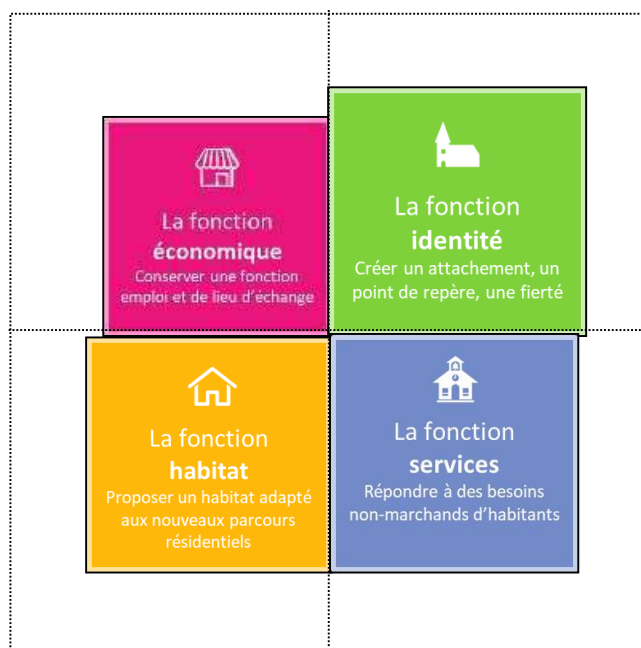 La fonction
économique
Conserver une fonction
emploi et de lieu d'échange
La fonction
identité
Créer un attachement, un
point de repère, une fierté
La fonction
habitat
Proposer un habitat adapté
aux nouveaux parcours
résidentiels
La fonction
services
Répondre à des besoins
non-marchands d'habitants